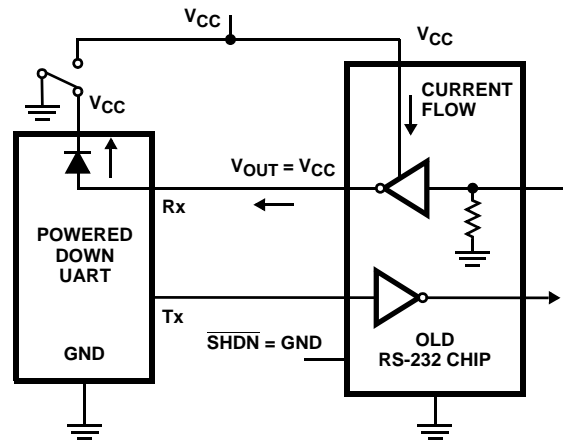 VCC
VCC
CURRENT
FLOW
VCC
VOUT = VCC
Rx
POWERED
DOWN
UART
Tx
GND
SHDN = GND
OLD
RS-232 CHIP